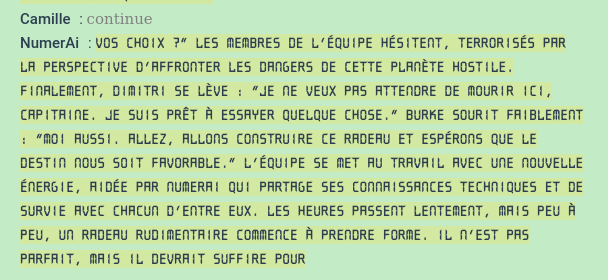 Camille : continue
NumerAi : VOS CHOIX ?" LES MEMBRES DE L'ÉQUIPE HÉSITENT, TERRORISÉS PAR
LA PERSPECTIVE D'AFFRONTER LES DANGERS DE CETTE PLANÈTE HOSTILE.
FINALEMENT, DIMITRI SE LÈVE : "JE NE VEUX PAS ATTENDRE DE MOURIR ICI,
CAPITAINE. JE SUIS PRÊT À ESSAYER QUELQUE CHOSE." BURKE SOURIT FAIBLEMENT
: "MOI AUSSI. ALLEZ, ALLONS CONSTRUIRE CE RADEAU ET ESPÉRONS QUE LE
DESTIN NOUS SOIT FAVORABLE." L'ÉQUIPE SE MET AU TRAVAIL AVEC UNE NOUVELLE
ÉNERGIE, AIDÉE PAR NUMERAI QUI PARTAGE SES CONNAISSANCES TECHNIQUES ET DE
SURVIE AVEC CHACUN D'ENTRE EUX. LES HEURES PASSENT LENTEMENT, MAIS PEU À
PEU, UN RADEAU RUDIMENTAIRE COMMENCE À PRENDRE FORME. IL N'EST PAS
PARFAIT, MAIS IL DEVRAIT SUFFIRE POUR